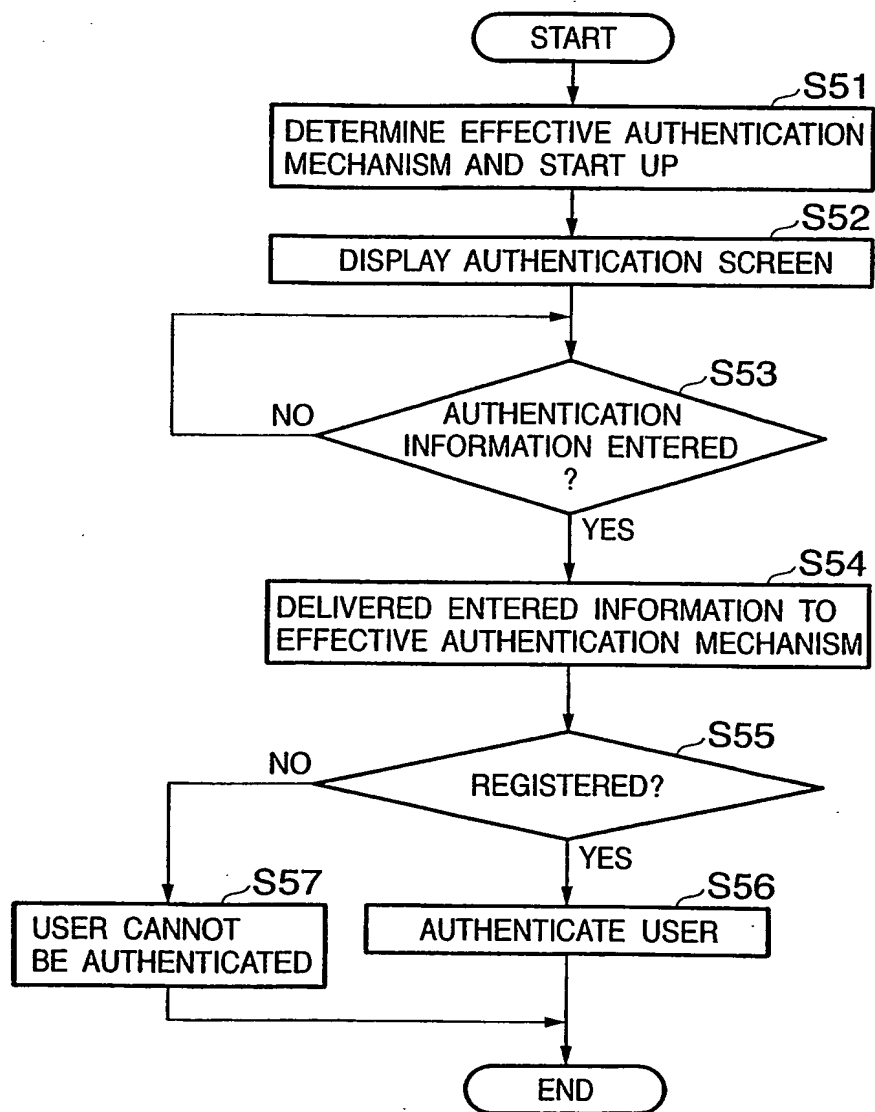 START
S51
DETERMINE EFFECTIVE AUTHENTICATION
MECHANISM AND START UP
S52
DISPLAY AUTHENTICATION SCREEN
S53
NO
AUTHENTICATION
INFORMATION ENTERED
?
YES
S54
DELIVERED ENTERED INFORMATION TO
EFFECTIVE AUTHENTICATION MECHANISM
S55
NO
REGISTERED?
YES
S57
USER CANNOT
BE AUTHENTICATED
S56
AUTHENTICATE USER
END